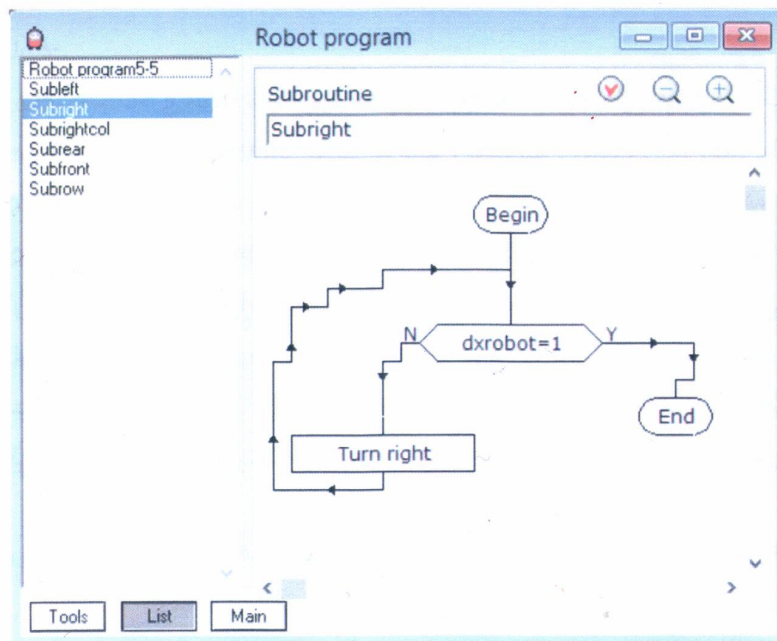 Robot program
Robot program5-5
Subleft
Subright
Subrightcol
Subrear
Subfront
Subrow
Subroutine
Subright
Begin
N
dxrobot=1
Y
End
Turn right
Tools
List
Main